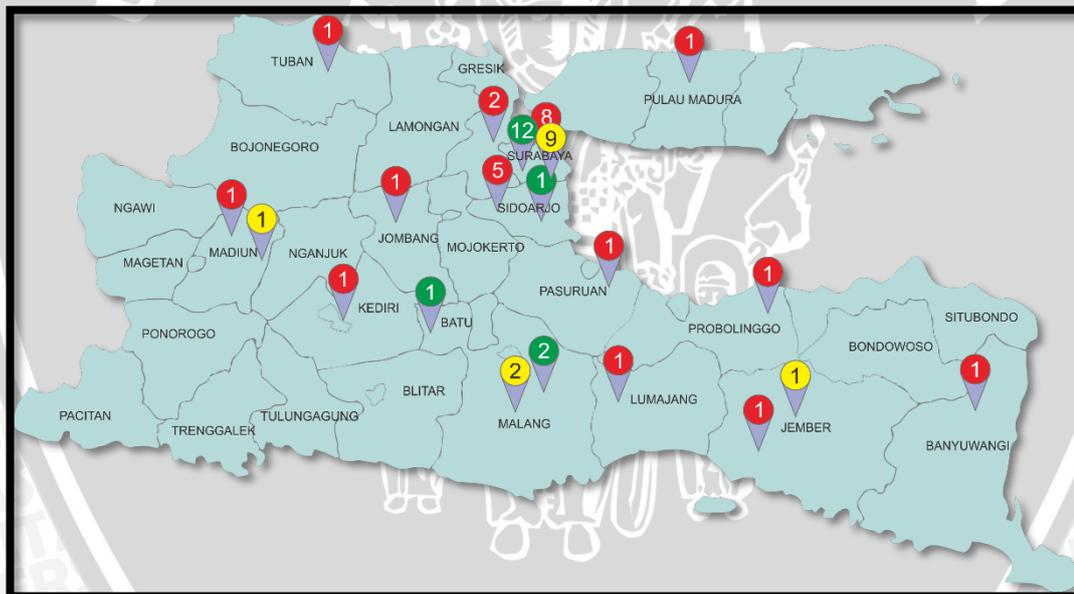 1
TUBAN
1
GRESIK
PULAU MADURA
2
8
LAMONGAN
12
9
BOJONEGORO
SURABAYA
5
1
1
1
NGAWI
1
SIDOARJO
JOMBANG
MOJOKERTO
MADIUN
NGANJUK
MAGETAN
1
1
1
PASURUAN
1
KEDIRI
BATU
PROBOLINGGO
SITUBONDO
PONOROGO
BONDOWOSO
2
2
1
1
1
BLITAR
1
LUMAJANG
PACITAN
TULUNGAGUNG
TRENGGALEK
MALANG
JEMBER
BANYUWANGI